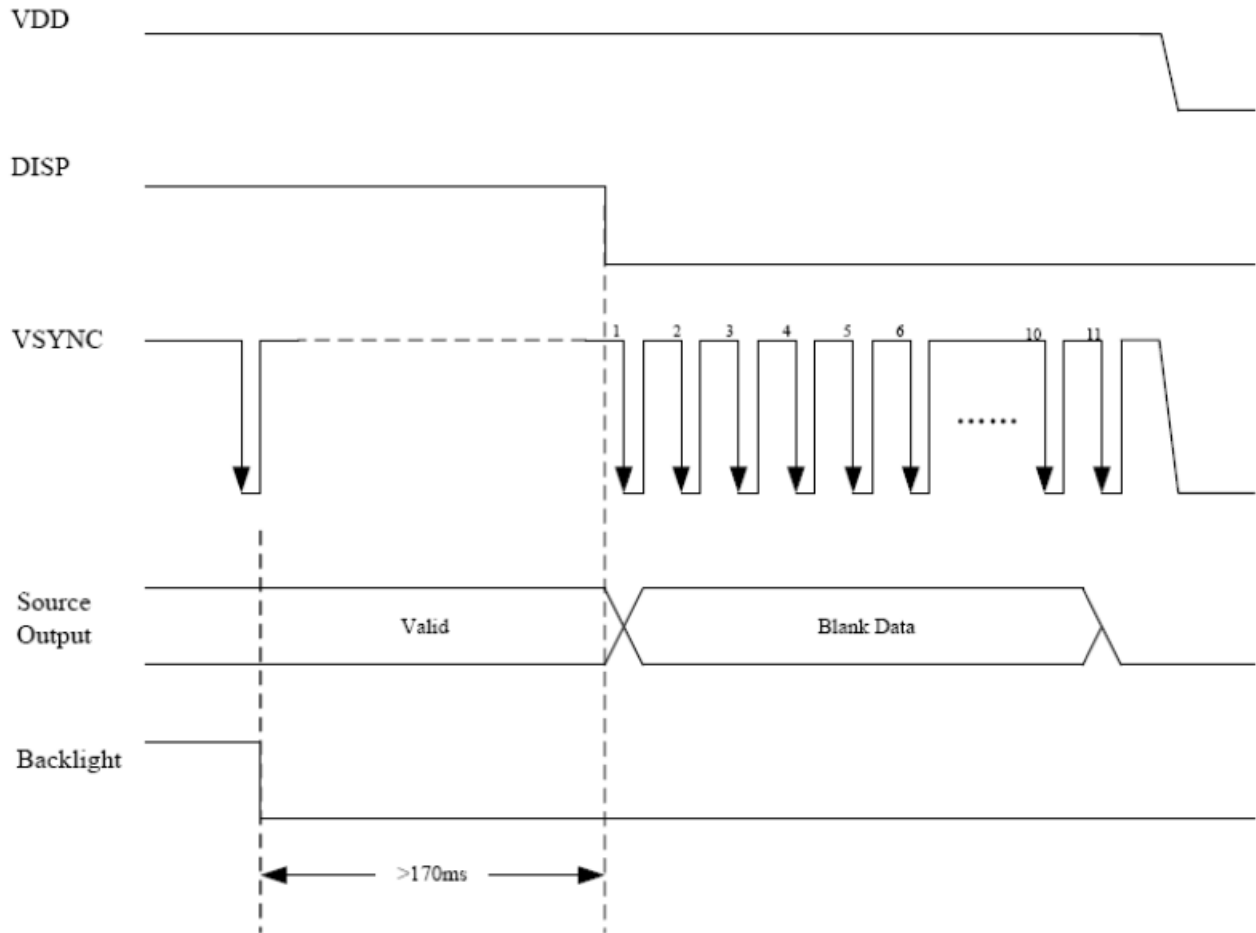 VDD
DISP
VSYNC
1 2 3 4 5 6 10 11
......
Source
Output
Valid
Blank Data
Backlight
>170ms